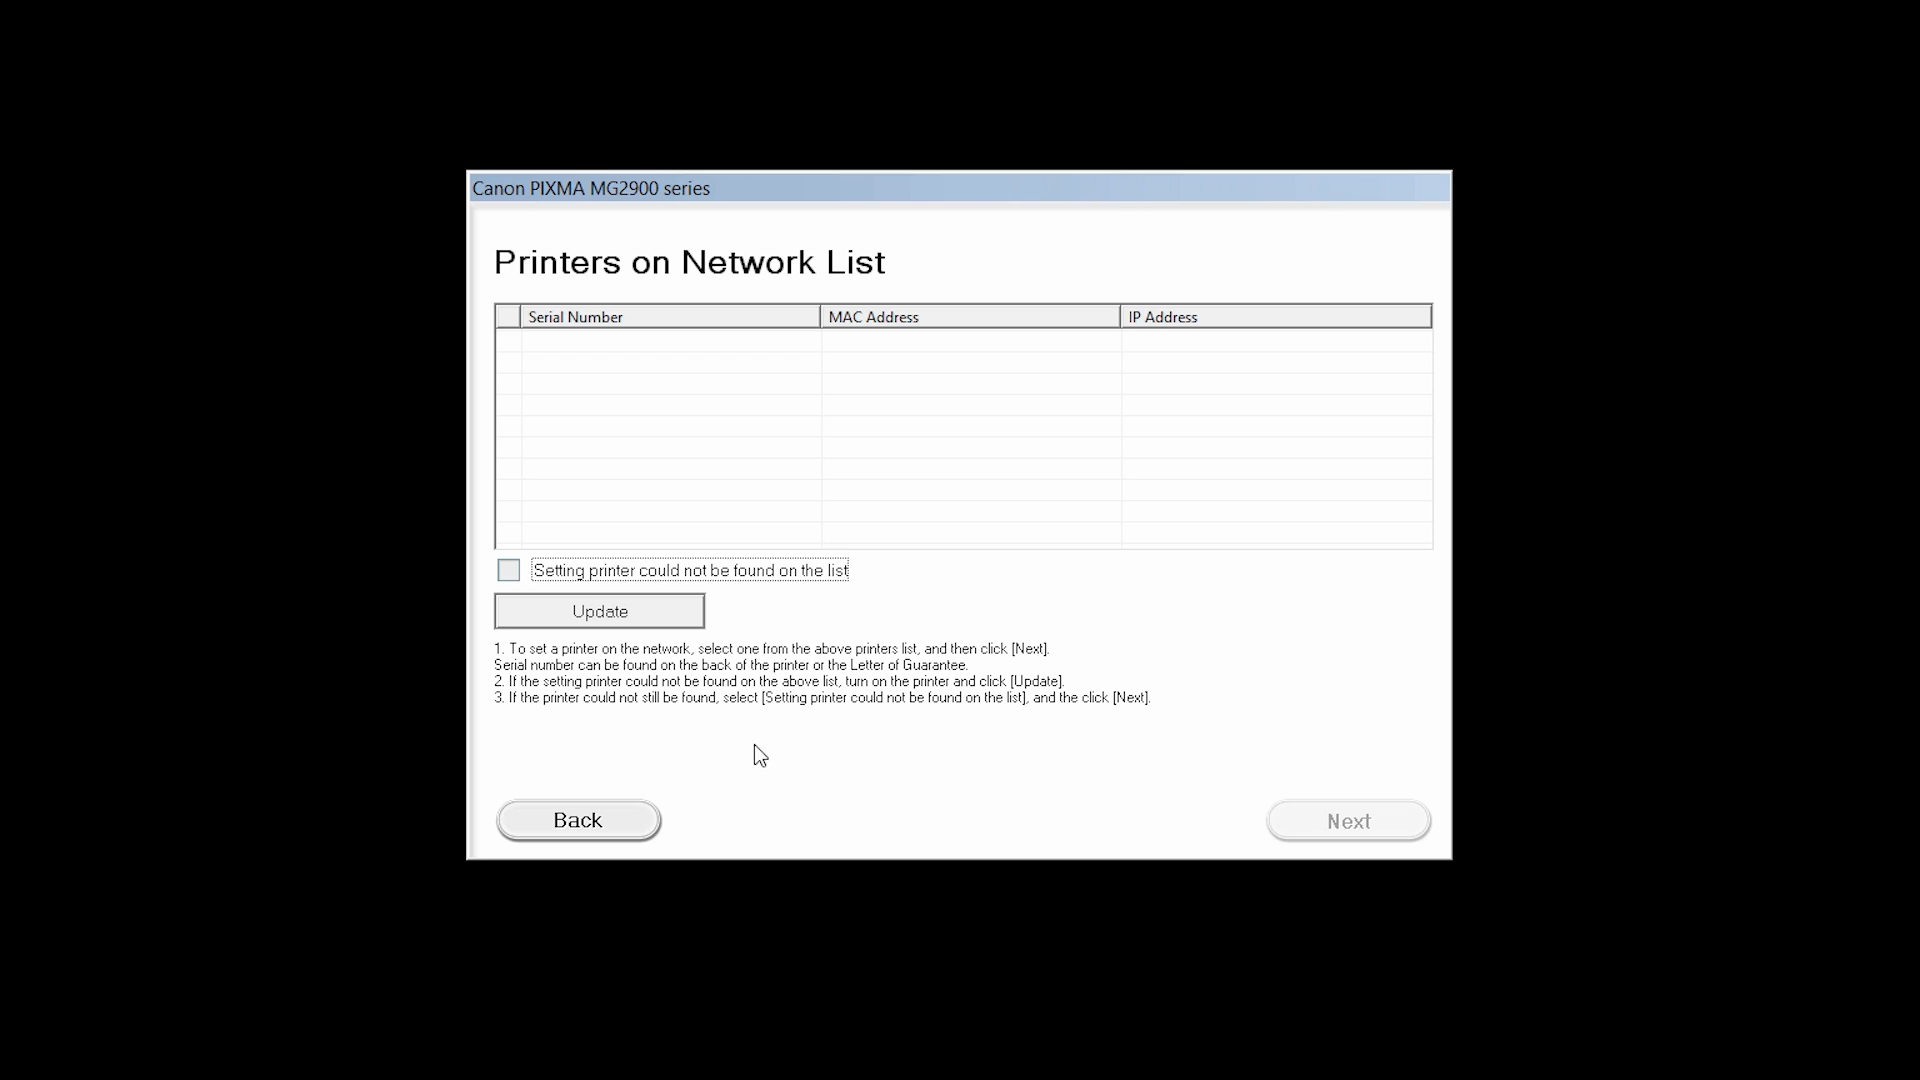 Canon PIXMA MG2900 series
Printers on Network List
Serial Number MAC Address IP Address
Setting printer could not be found on the list
Update
1. To set a printer on the network, select one from the above printers list, and then click [Next].
Serial number can be found on the back of the printer or the Letter of Guarantee.
2. If the setting printer could not be found on the above list, turn on the printer and click [Update].
3. If the printer could not still be found, select [Setting printer could not be found on the list], and the click [Next].
Back Next